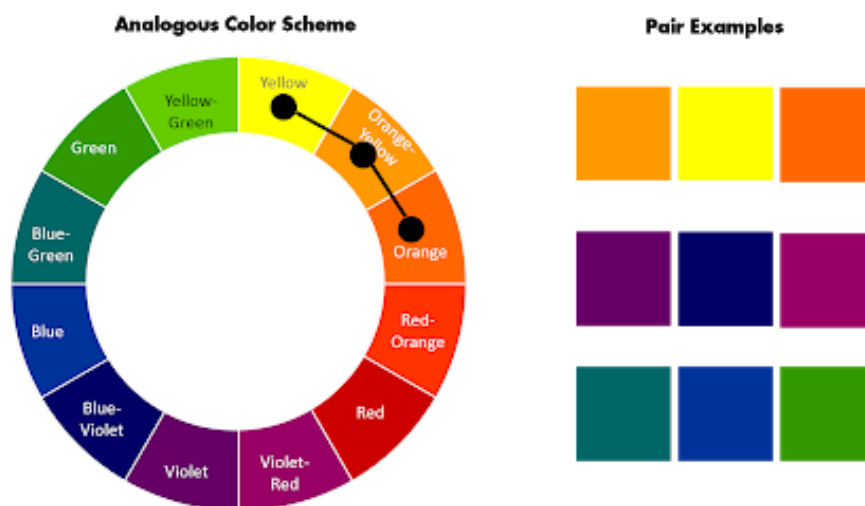 Analogous Color Scheme
Pair Examples
Yellow
Yellow-
Green
Orange-
Yellow
Green
Blue-
Green
Orange
Blue
Red-
Orange
Blue-
Violet
Red
Violet
Violet-
Red